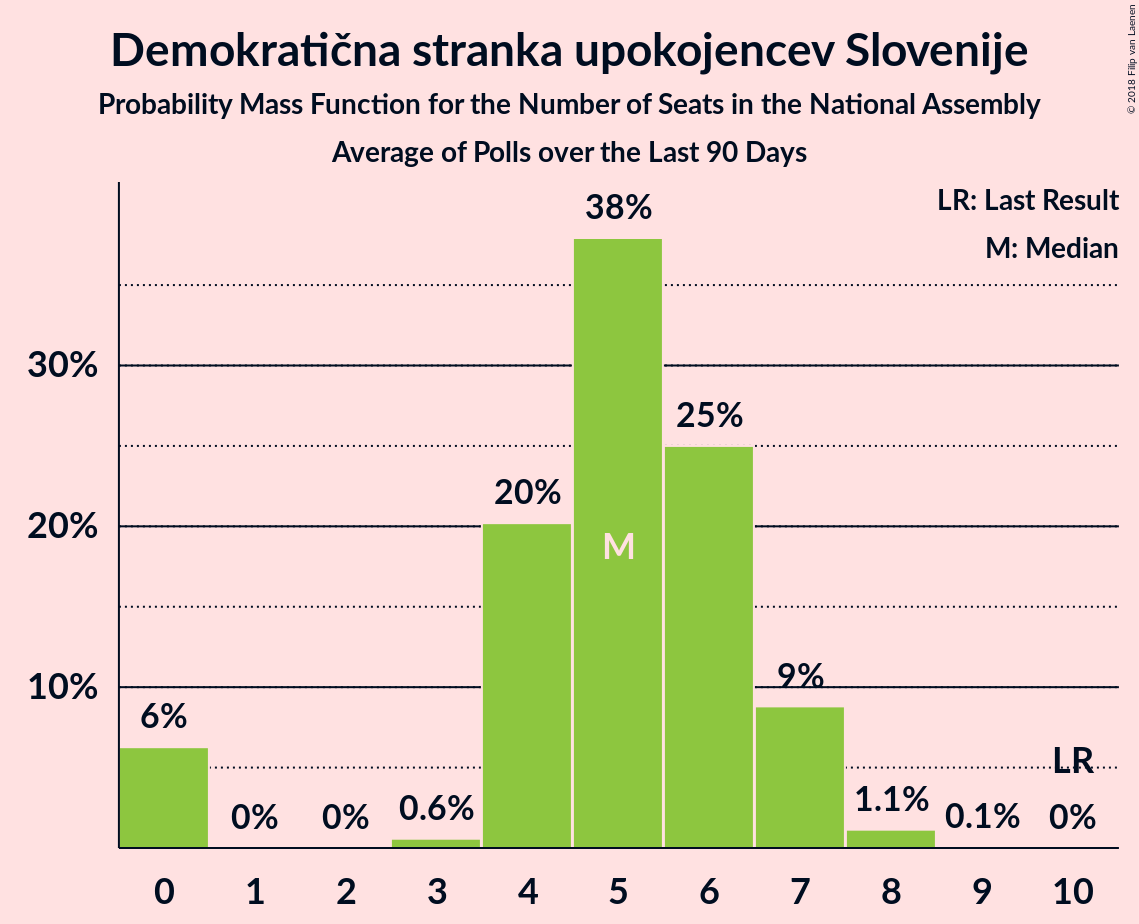 Demokratična stranka upokojencev Slovenije
Probability Mass Function for the Number of Seats in the National Assembly
Average of Polls over the Last 90 Days
© 2018 Filip van Laenen
LR: Last Result
M: Median
38%
30%
25%
20%
20%
M
10%
9%
6%
LR
1.1%
0.6%
0%
0%
0.1%
0%
0 1 2 3 4 5 6 7 8 9 10